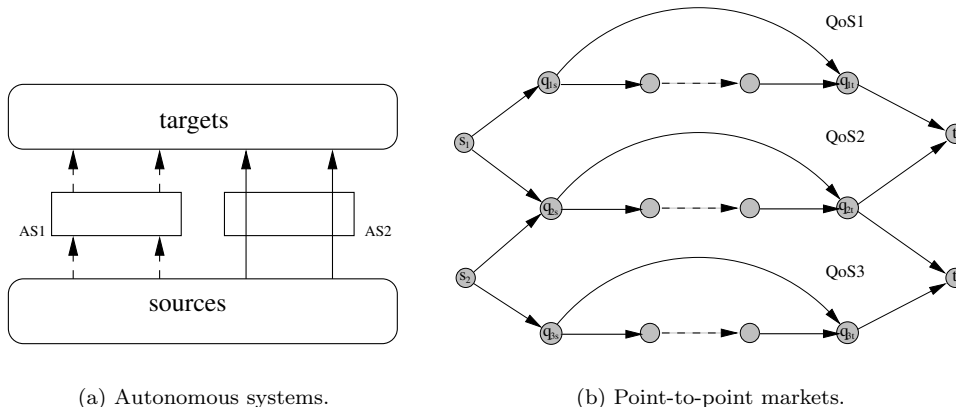 targets
AS1
AS2
sources
(a) Autonomous systems.
QoS1
q1s
q1t
s1
t
QoS2
q2s
q2t
s2
t
QoS3
q3s
q3t
(b) Point-to-point markets.